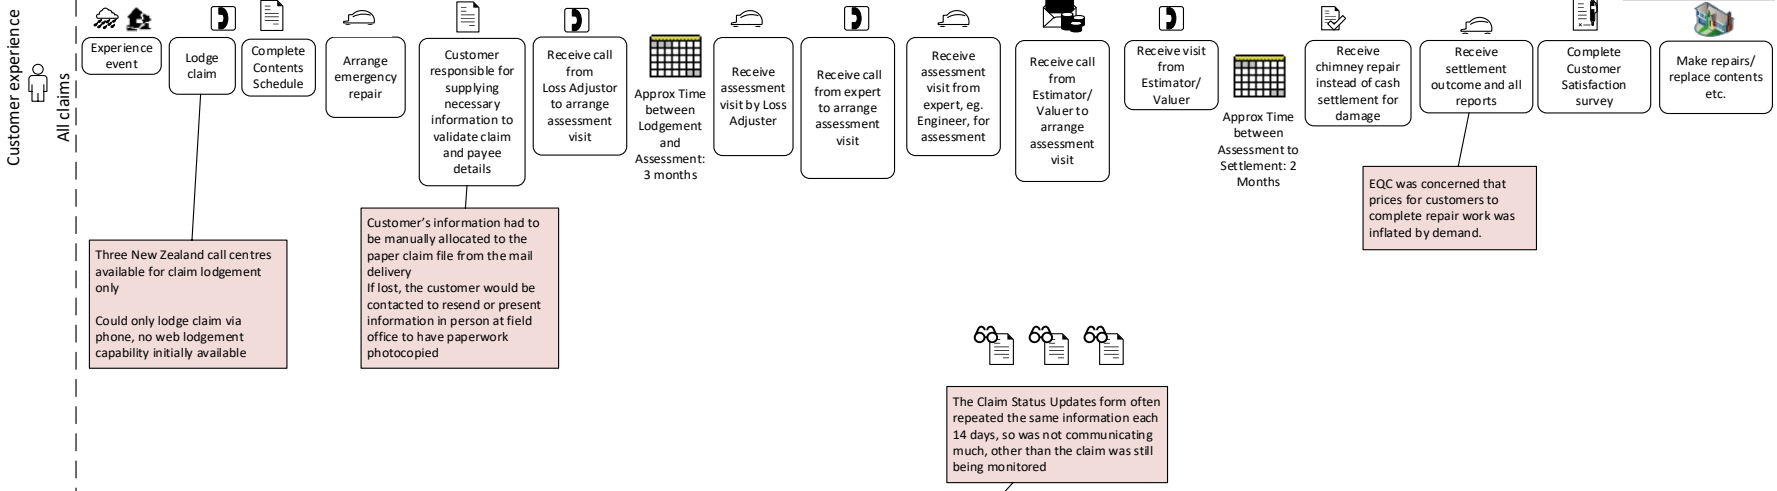 Customer experience
All claims
Experience
event
Lodge
claim
Complete
Contents
Schedule
Arrange
emergency
repair
Customer
responsible for
supplying
necessary
information to
validate claim
and payee
details
Receive call
from
Loss Adjustor to
arrange
assessment
visit
Approx Time
between
Lodgement
and
Assessment:
3 months
Receive
assessment
visit by Loss
Adjuster
Receive call
from expert
to arrange
assessment
visit
Receive
assessment
visit from
expert, eg.
Engineer, for
assessment
Receive call
from
Estimator/
Valuer to
arrange
assessment
visit
Receive visit
from
Estimator/
Valuer
Approx Time
between
Assessment to
Settlement: 2
Months
Receive
chimney repair
instead of cash
settlement for
damage
Receive
settlement
outcome and all
reports
Complete
Customer
Satisfaction
survey
Make repairs/
replace contents
etc.
Three New Zealand call centres
available for claim lodgement
only
Could only lodge claim via
phone, no web lodgement
capability initially available
Customer's information had to
be manually allocated to the
paper claim file from the mail
delivery
If lost, the customer would be
contacted to resend or present
information in person at field
office to have paperwork
photocopied
EQC was concerned that
prices for customers to
complete repair work was
inflated by demand.
The Claim Status Updates form often
repeated the same information each
14 days, so was not communicating
much, other than the claim was still
being monitored